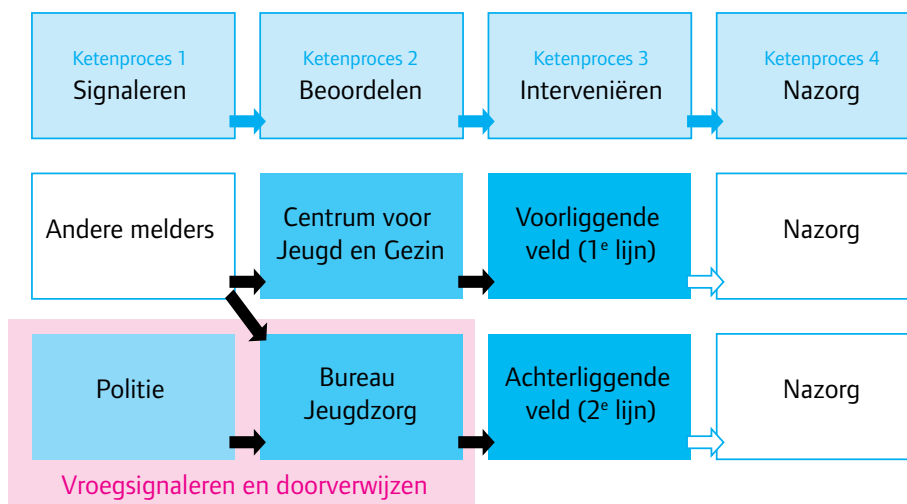 Ketenproces 1
Signaleren
Ketenproces 2
Beoordelen
Ketenproces 3
Interveniëren
Ketenproces 4
Nazorg
Andere melders
Centrum voor
Jeugd en Gezin
Voorliggende
veld (1e lijn)
Nazorg
Politie
Bureau
Jeugdzorg
Achterliggende
veld (2e lijn)
Nazorg
Vroegsignaleren en doorverwijzen